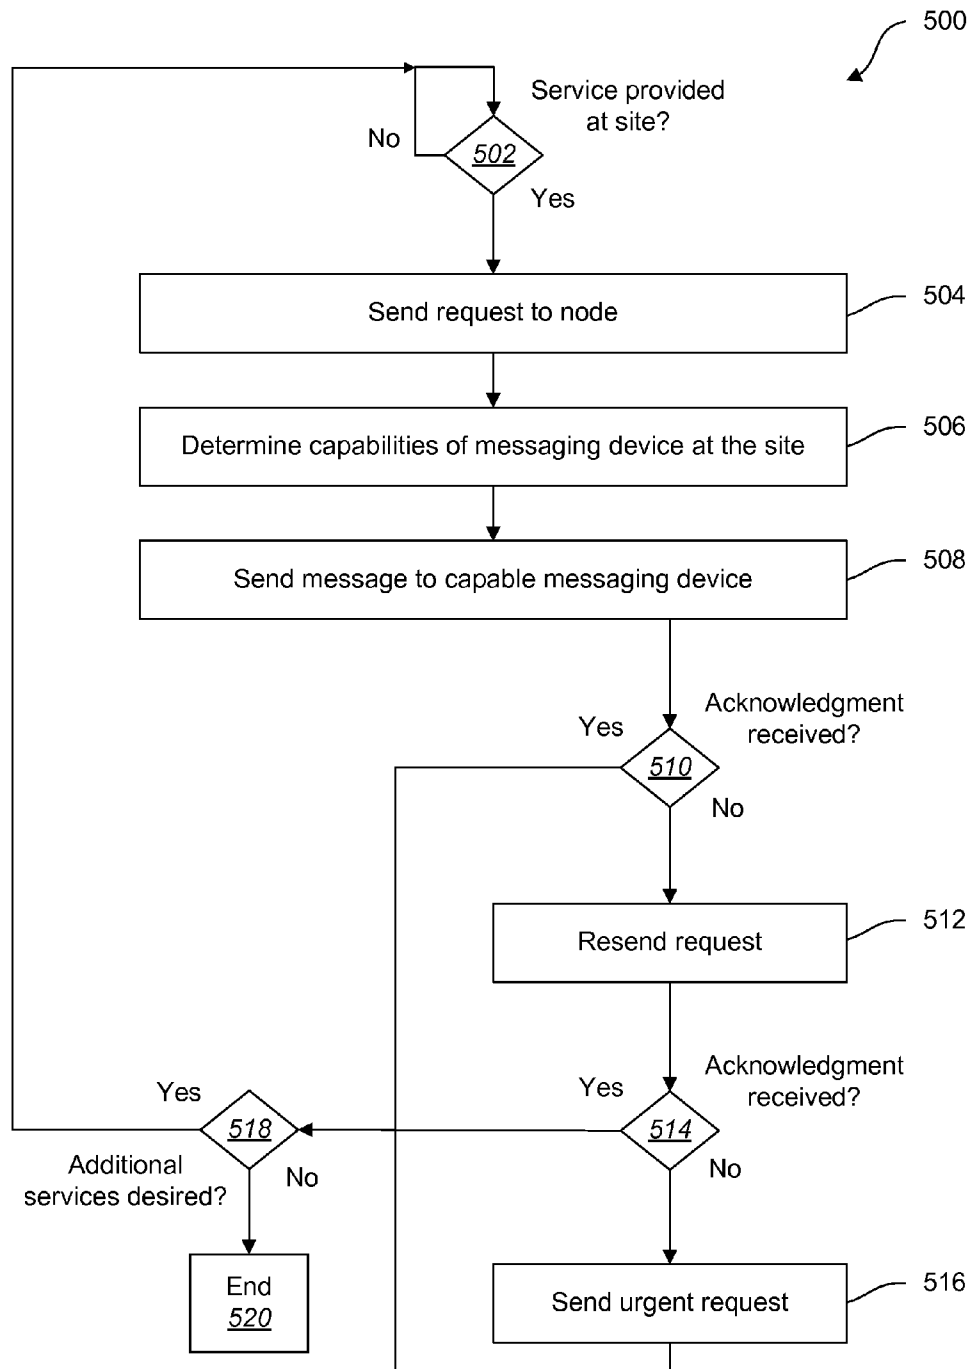 500
Service provided
at site?
No
502
Yes
Send request to node
504
Determine capabilities of messaging device at the site
506
Send message to capable messaging device
508
Acknowledgment
received?
Yes
510
No
Resend request
512
Acknowledgment
received?
Yes
514
No
Yes
518
Additional
services desired?
No
End
520
Send urgent request
516